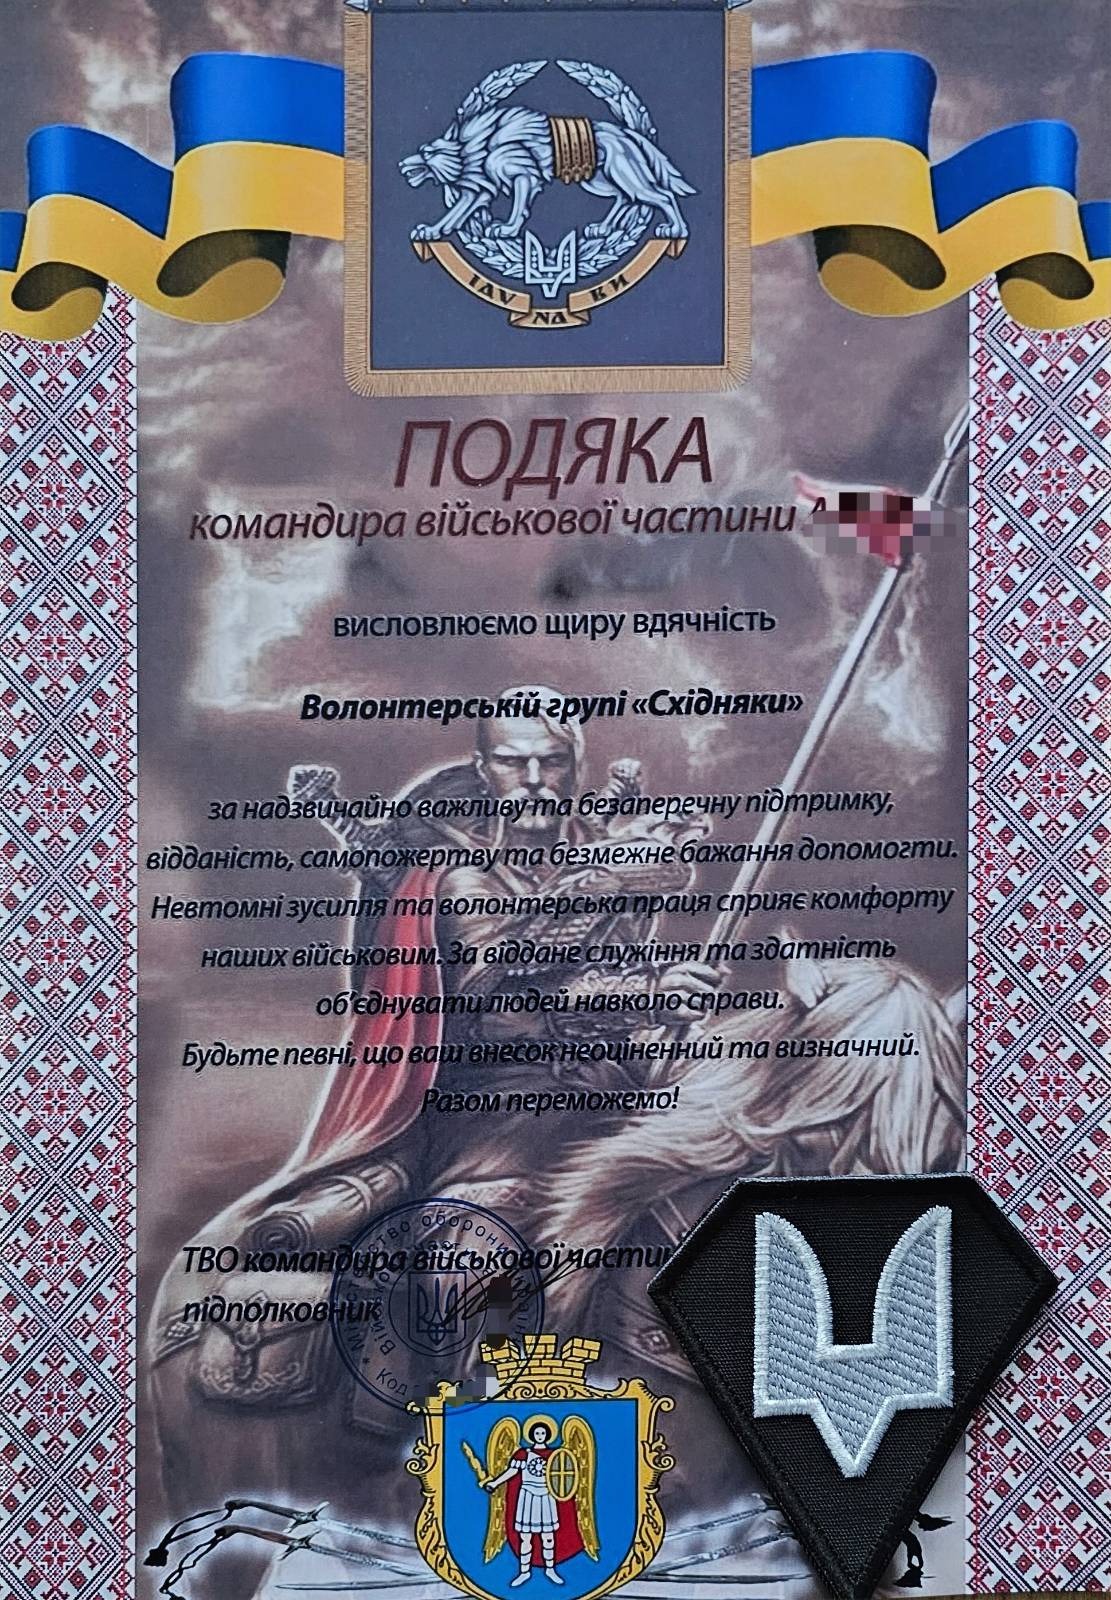 ІДУ НА ВИ
ПОДЯКА
командира військової частини А
висловлюємо щиру вдячність
Волонтерській групі «Східняки»
за надзвичайно важливу та безаперечну підтримку,
відданість, самопожертву та безмежне бажання допомогти.
Невтомні зусилля та волонтерська праця сприяє комфорту
наших військовим. За віддане служіння та здатність
об'єднувати людей навколо справи.
Будьте певні, що ваш внесок неоціненний та визначний.
Разом переможемо!
ТВО командира військової части
підполковник
оборони
Код